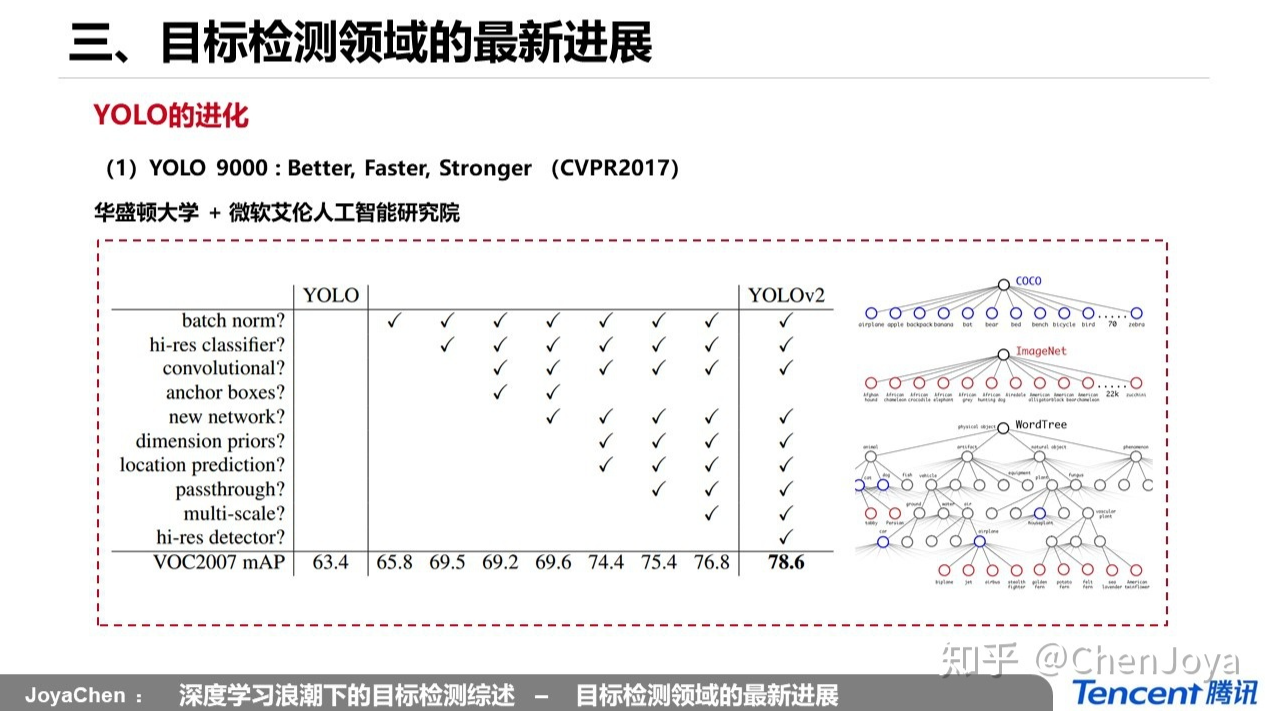 三、目标检测领域的最新进展
YOLO的进化
（1）YOLO 9000 : Better, Faster, Stronger （CVPR2017）
华盛顿大学 + 微软艾伦人工智能研究院
YOLO YOLOv2
batch norm? ✓ ✓ ✓ ✓ ✓ ✓ ✓ ✓
hi-res classifier? ✓ ✓ ✓ ✓ ✓ ✓ ✓
convolutional? ✓ ✓ ✓ ✓ ✓ ✓
anchor boxes? ✓ ✓
new network? ✓ ✓ ✓ ✓ ✓
dimension priors? ✓ ✓ ✓ ✓
location prediction? ✓ ✓ ✓ ✓
passthrough? ✓ ✓ ✓
multi-scale? ✓ ✓
hi-res detector? ✓
VOC2007 mAP 63.4 65.8 69.5 69.2 69.6 74.4 75.4 76.8 78.6
COCO
airplane apple backpack banana bat bear bed bench bicycle bird 70 zebra
ImageNet
Afghan hound African chameleon African crocodile African elephant African grey African hunting dog Airedale American alligator American black bear American chameleon 22k zucchini
WordTree
physical object
animal artifact natural object phenomenon
cat dog fish vehicle equipment plant fungus
ground water air
tabby Persian houseplant vascular plant
car airplane
biplane jet airbus stealth fighter golden fern potato fern felt fern sea lavender American twinflower
知乎 @ChenJoya
JoyaChen ： 深度学习浪潮下的目标检测综述 – 目标检测领域的最新进展
Tencent 腾讯